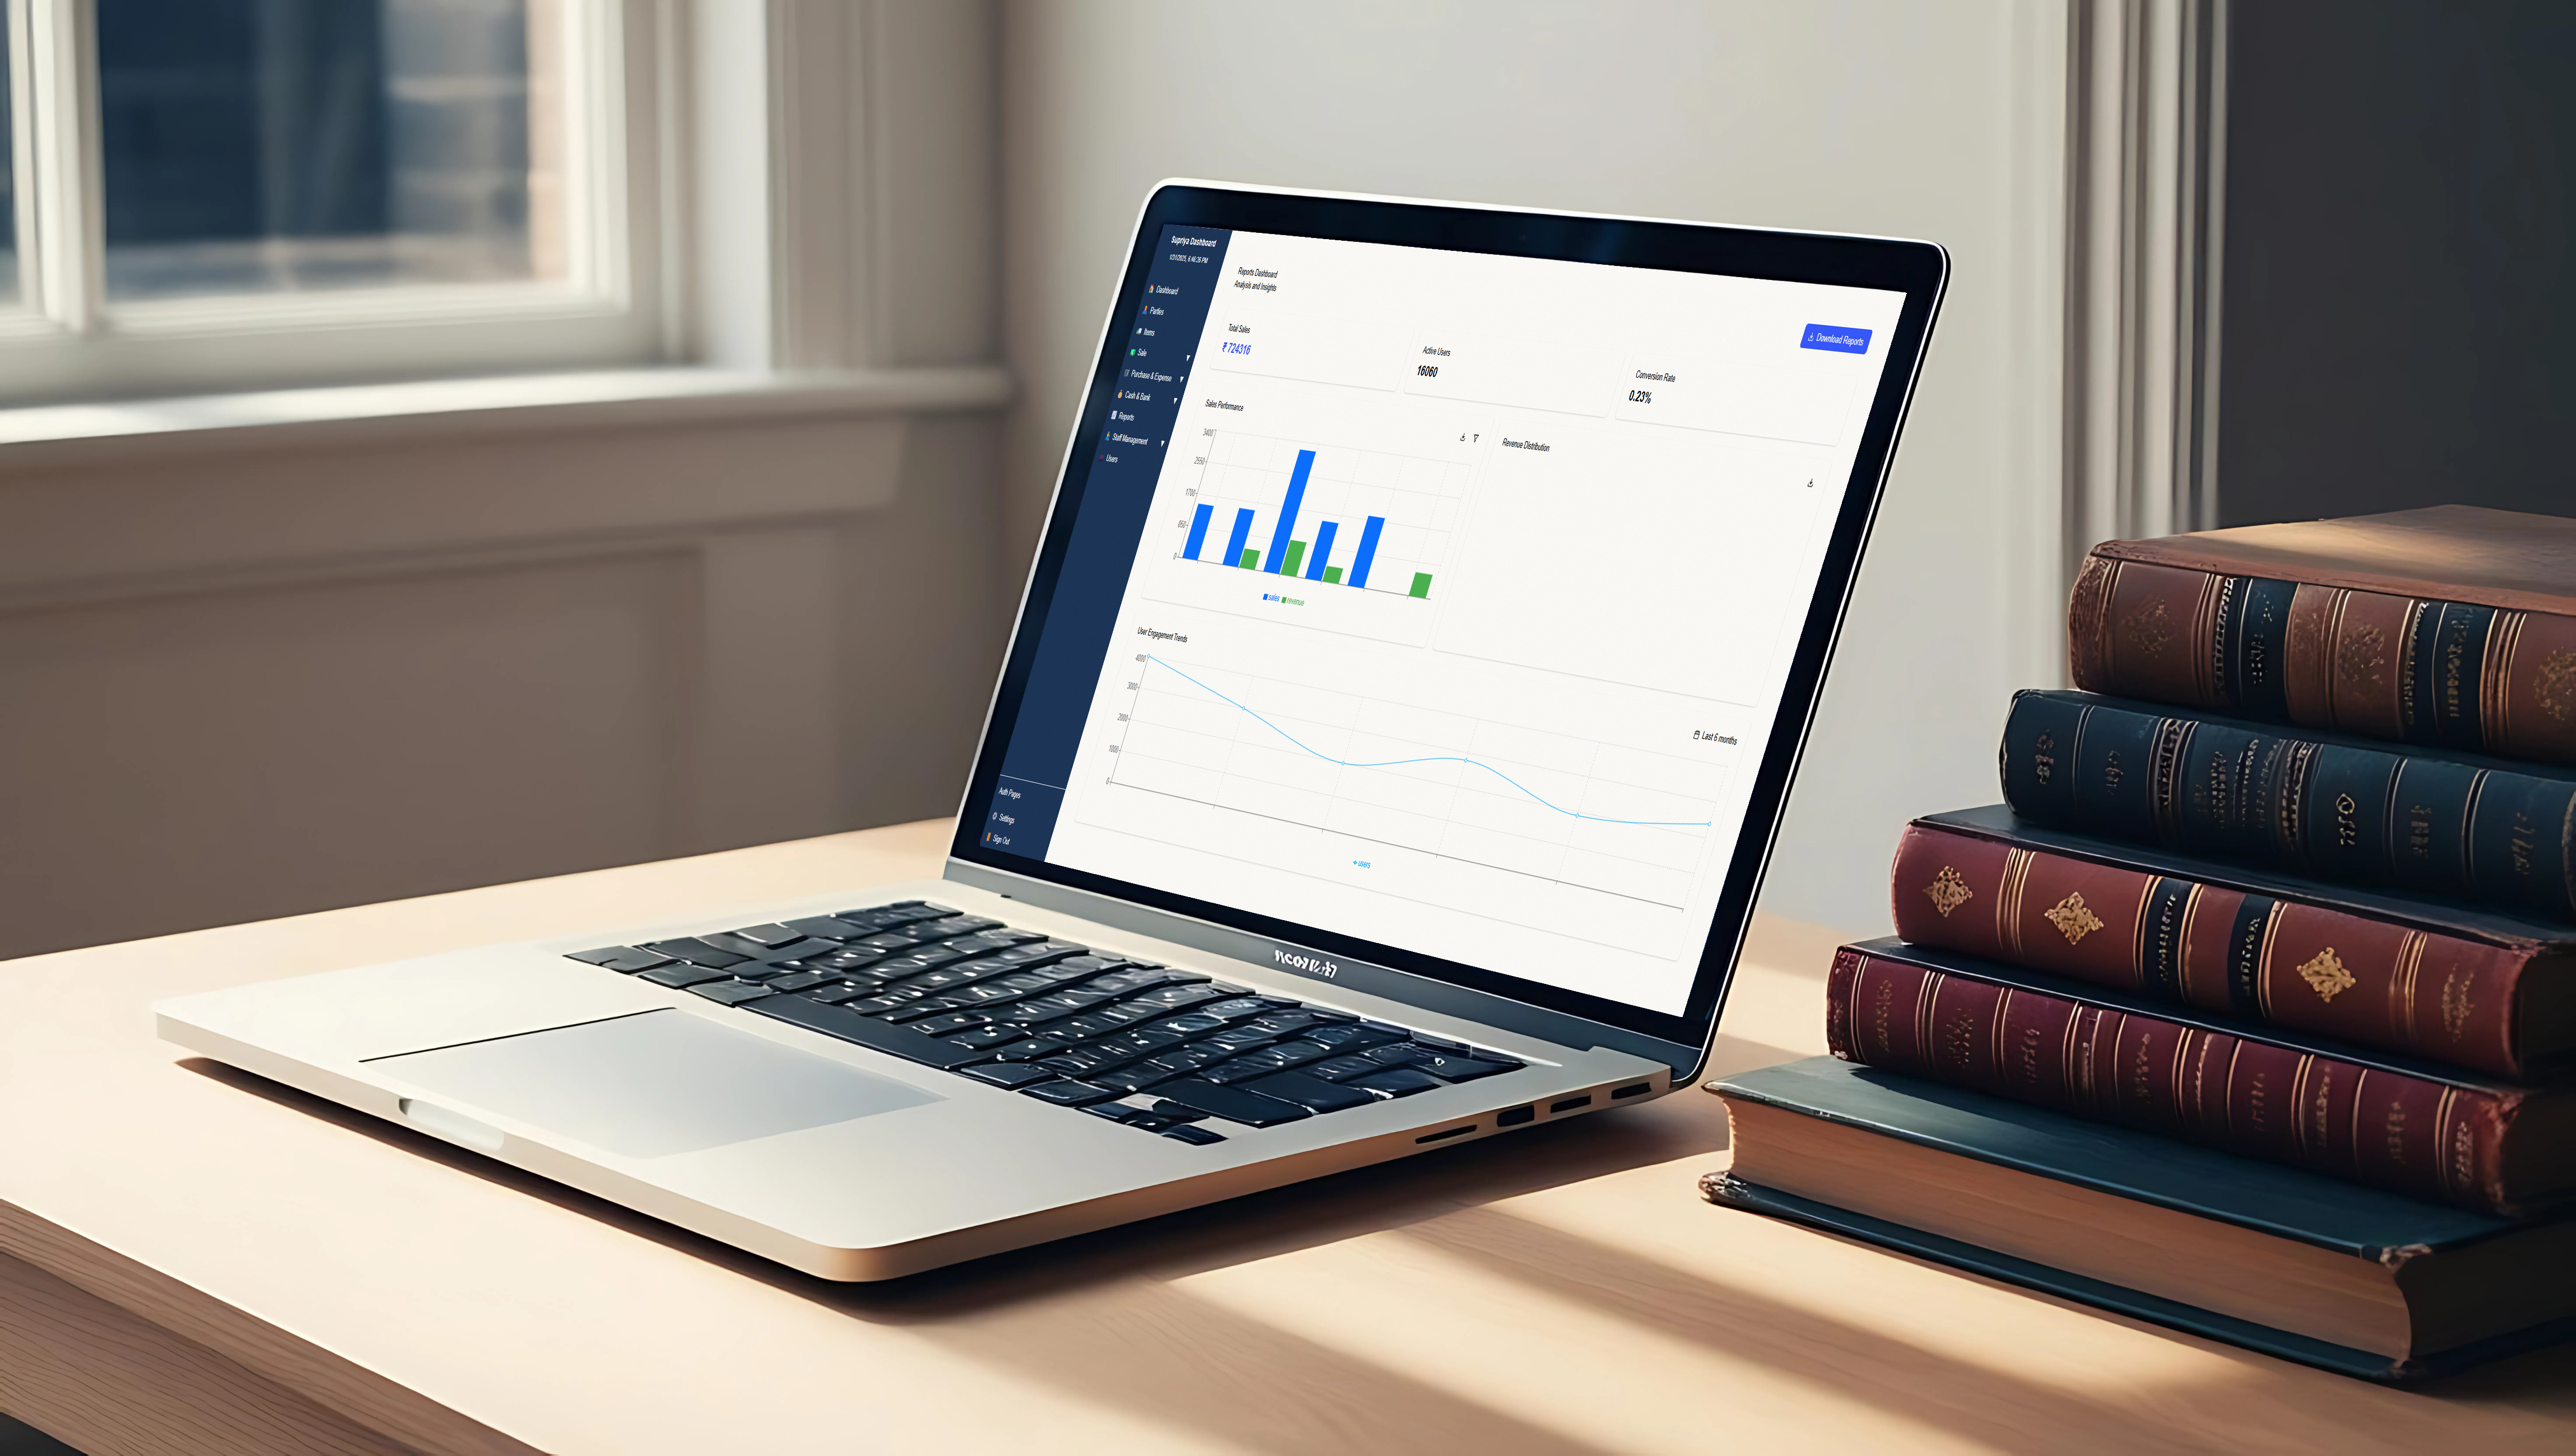 Supriya Dashboard
Dashboard
Parties
Items
Sale
Purchase & Expense
Cash & Bank
Reports
Staff Management
Users
Auth Pages
Settings
Sign Out
Reports Dashboard
Analysis and Insights
Download Reports
Total Sales
₹ 724316
Active Users
16060
Conversion Rate
0.23%
Sales Performance
3400
2550
1700
850
0
sales revenue
Revenue Distribution
User Engagement Trends
Last 6 months
4000
3000
2000
1000
0
users